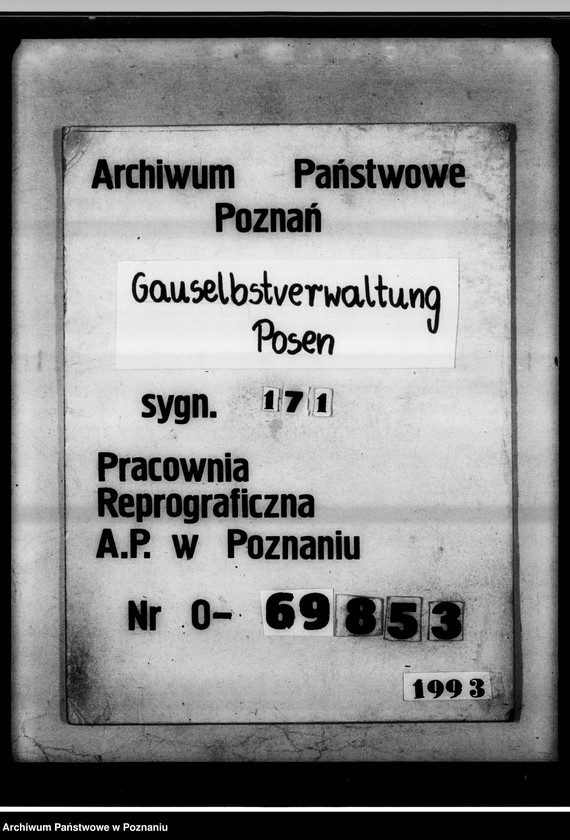 Archiwum Państwowe
Poznań
Gauselbstverwaltung
Posen
sygn. 171
Pracownia
Reprograficzna
A.P. w Poznaniu
Nr 0-69853
1993
Archiwum Państwowe w Poznaniu